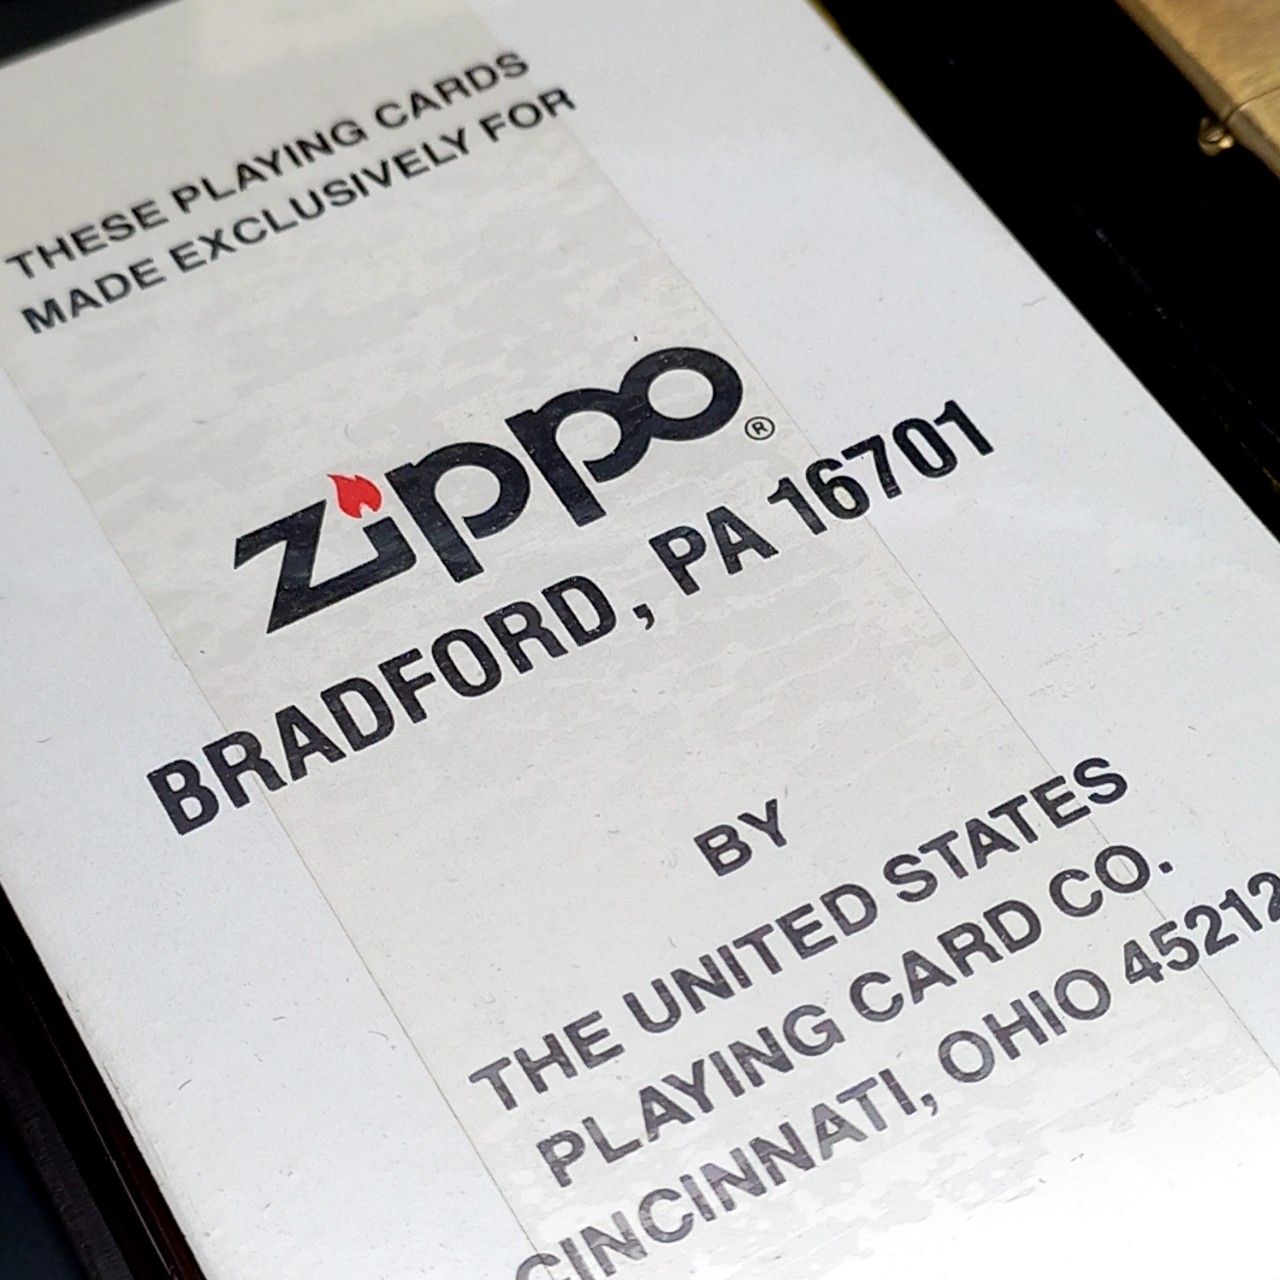 THESE PLAYING CARDS
MADE EXCLUSIVELY FOR
zippo®
BRADFORD, PA 16701
BY
THE UNITED STATES
PLAYING CARD CO.
CINCINNATI, OHIO 45212